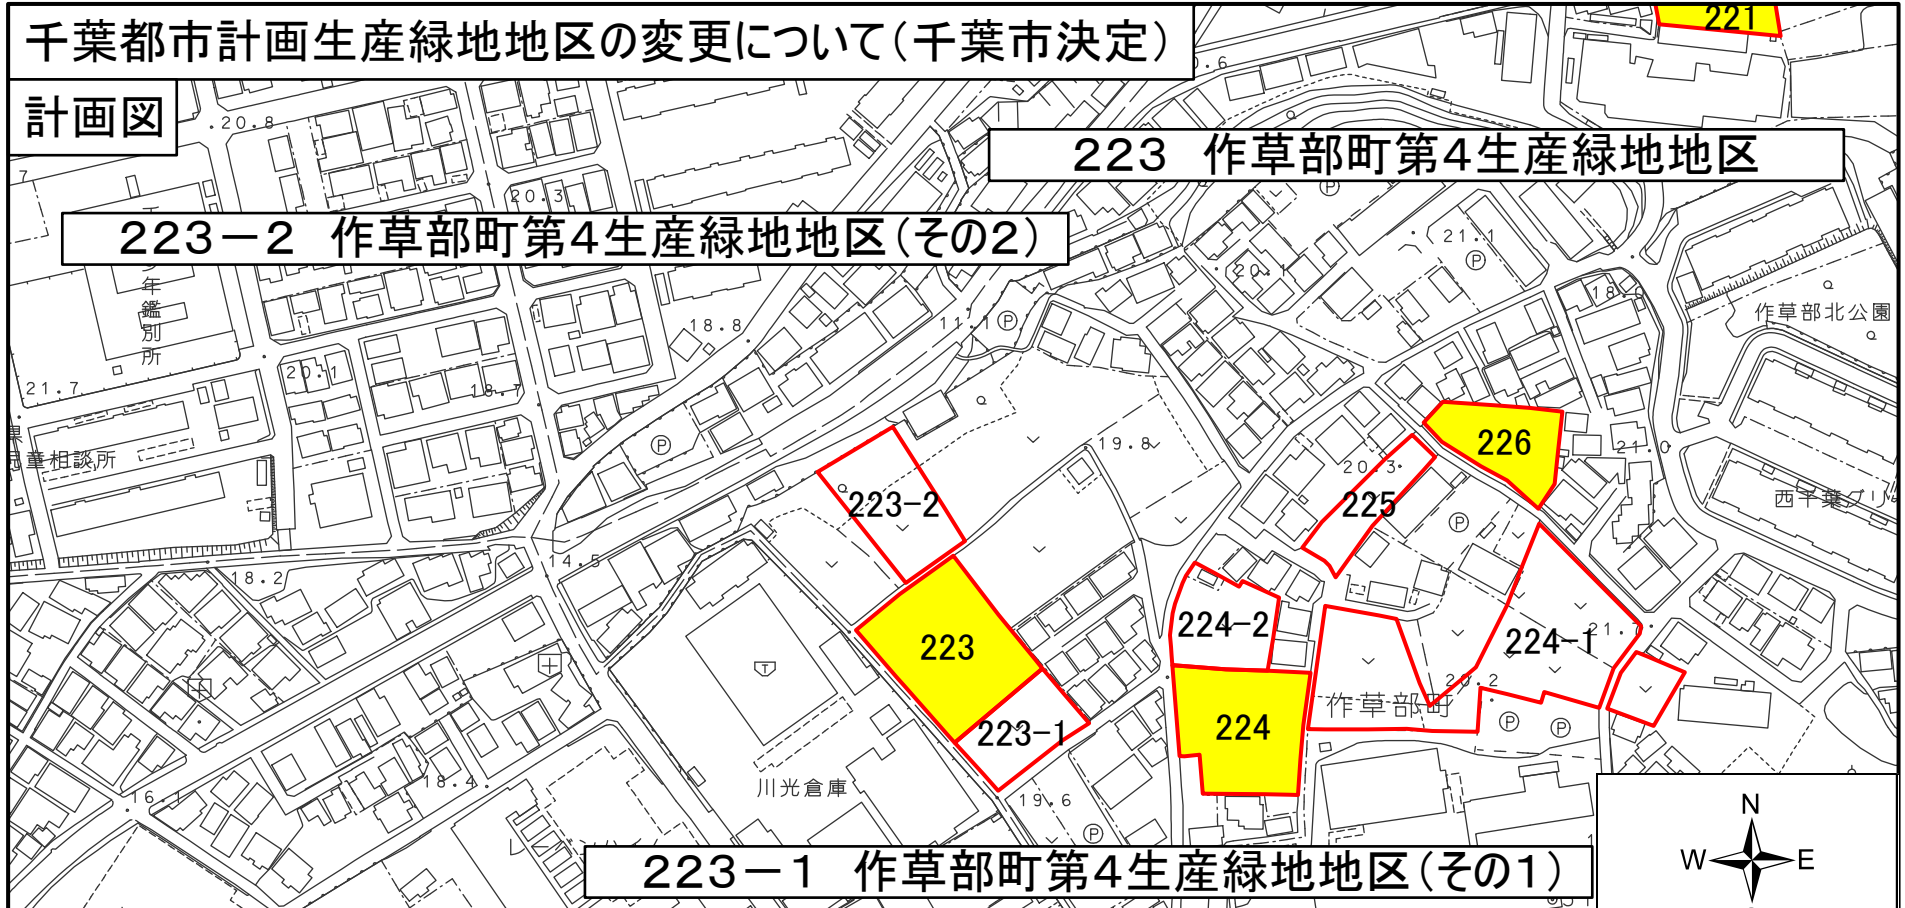 千葉都市計画生産緑地地区の変更について(千葉市決定)
221
計画図
20.8
223 作草部町第4生産緑地地区
P
20.3
223-2 作草部町第4生産緑地地区(その2)
21.1
P
20.1
年鑑別所
18.8
11.1
P
作草部北公園
20.1
21.7
18.7
226
19.8
20.3
21.0
P
児童相談所
223-2
225
西千葉グリ
P
14.5
18.2
223
224-2
224-1
21.7
T
20.2
作草部町
224
P
P
223-1
18.4
川光倉庫
19.6
16.1
P
N
W E
223-1 作草部町第4生産緑地地区(その1)